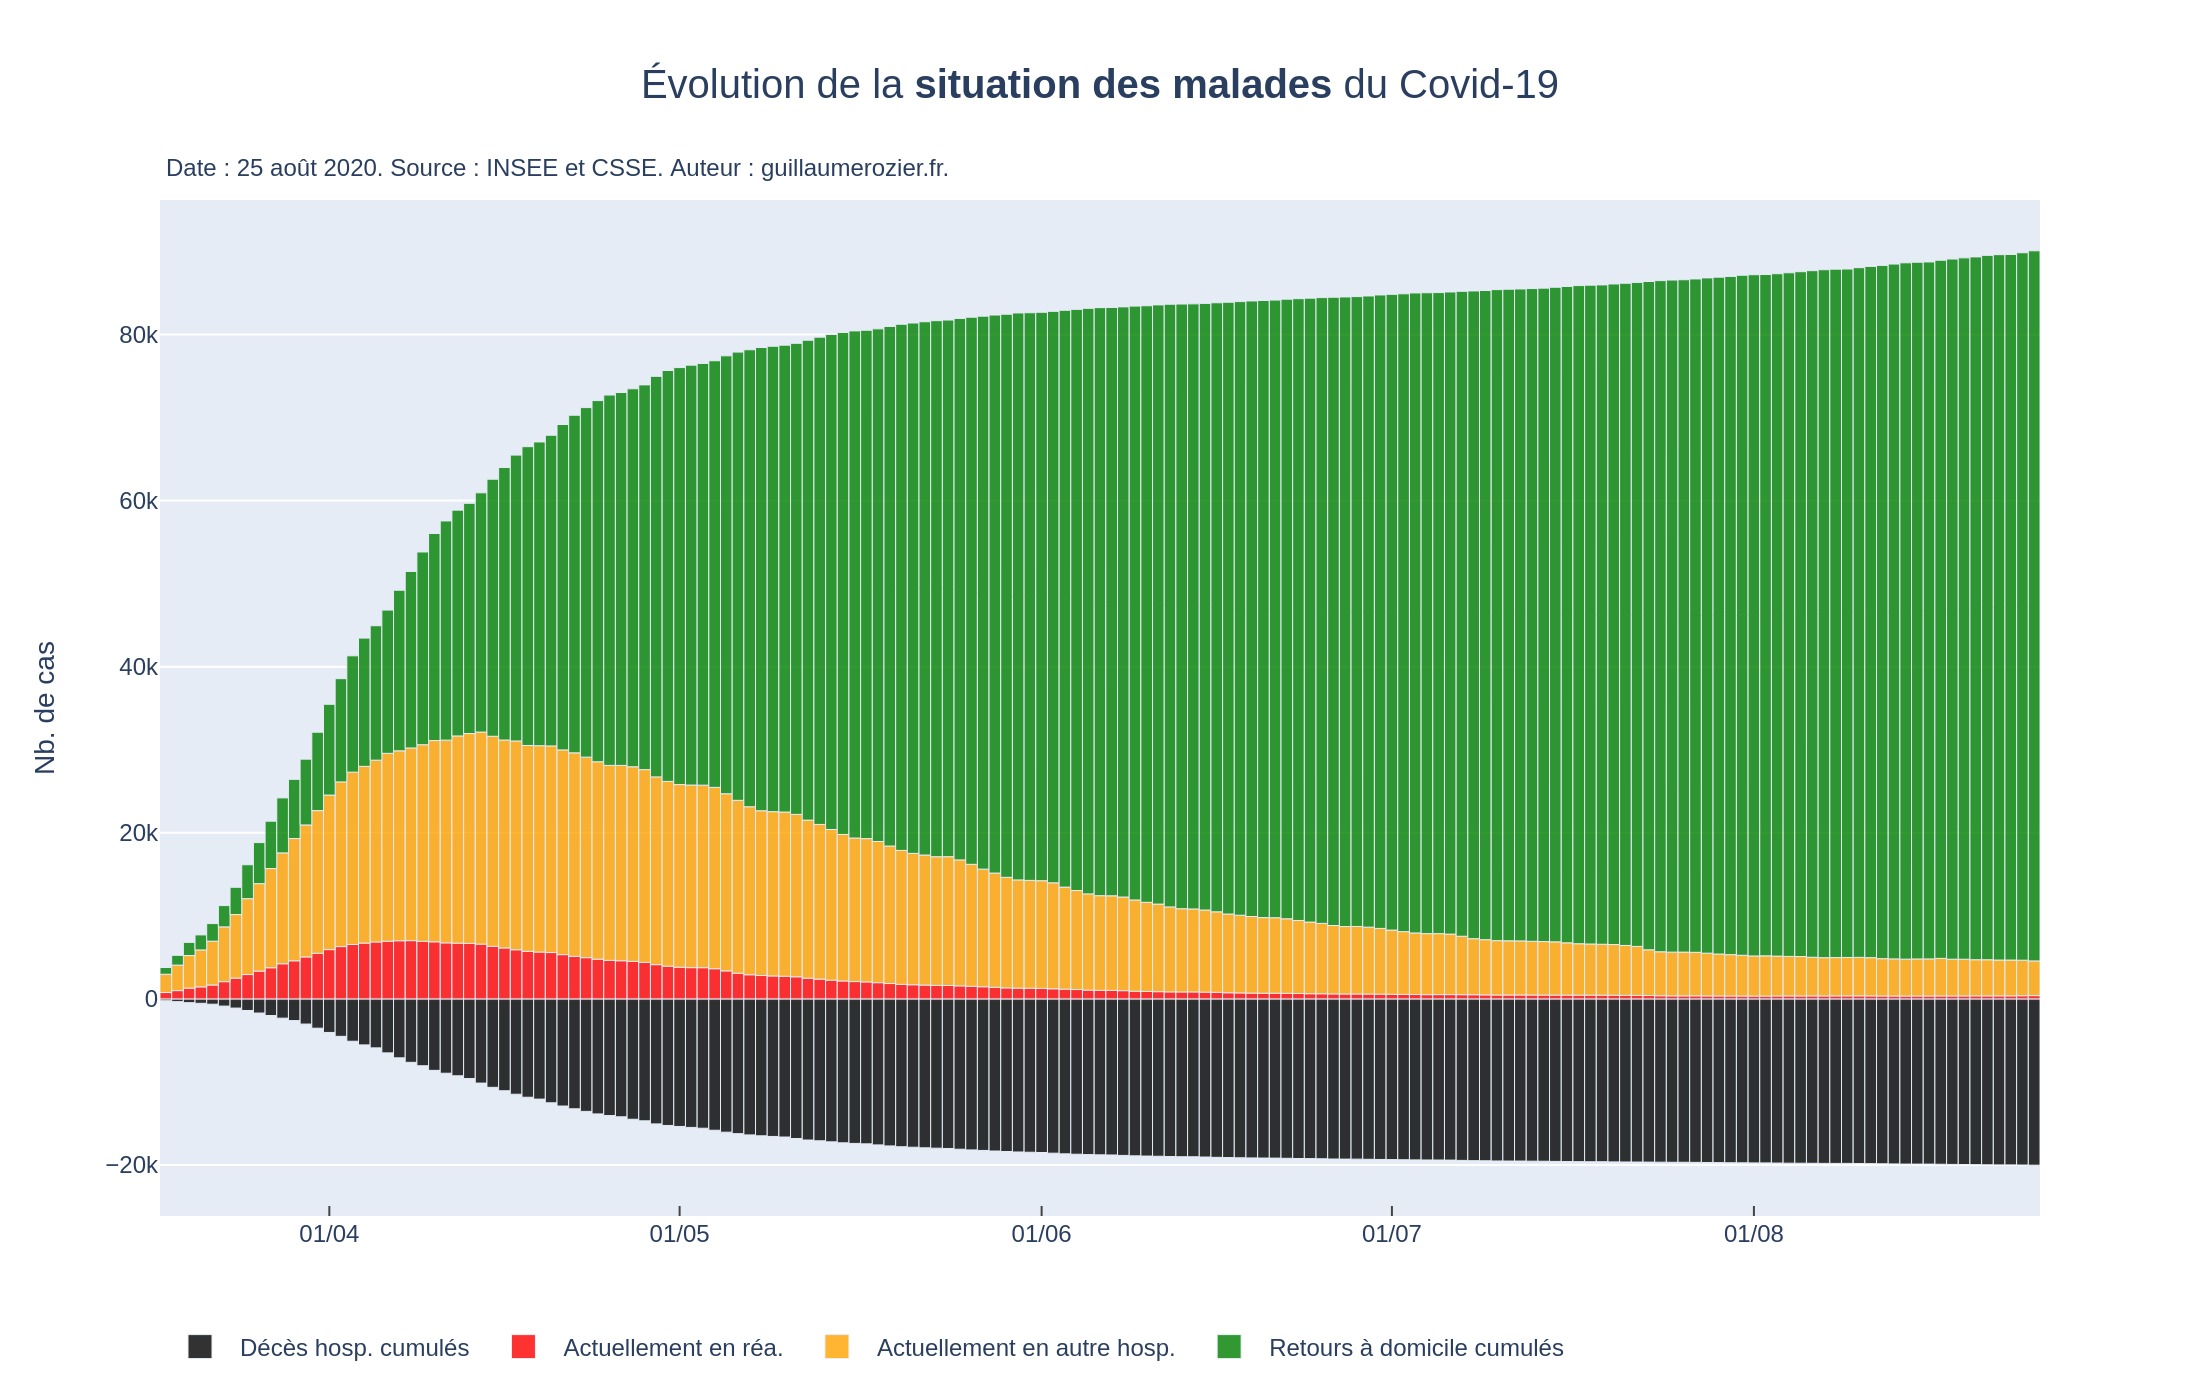 Évolution de la situation des malades du Covid-19
Date : 25 août 2020. Source : INSEE et CSSE. Auteur : guillaumerozier.fr.
Nb. de cas
80k
60k
40k
20k
0
−20k
01/04 01/05 01/06 01/07 01/08
Décès hosp. cumulés Actuellement en réa. Actuellement en autre hosp. Retours à domicile cumulés